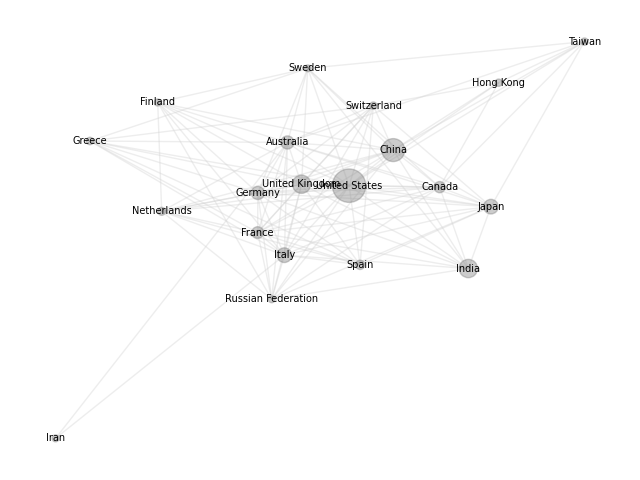 Taiwan
Sweden
Hong Kong
Finland
Switzerland
Greece
Australia
China
United Kingdom
United States
Germany
Canada
Netherlands
Japan
France
Italy
Spain
India
Russian Federation
Iran